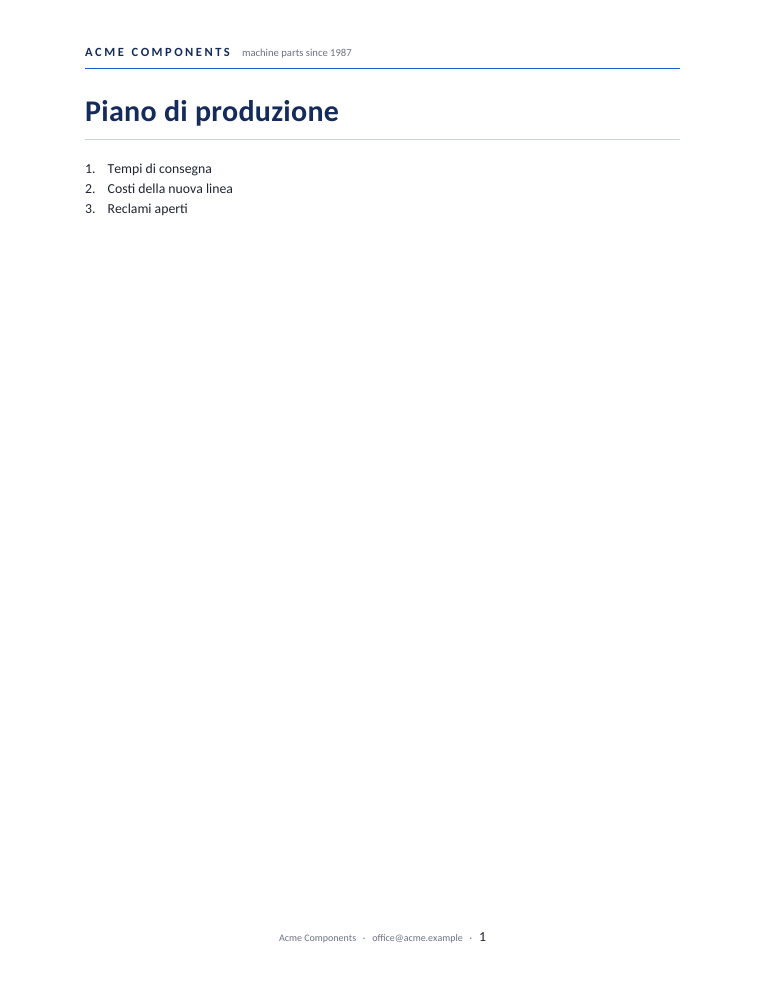 ACME COMPONENTS machine parts since 1987
Piano di produzione
1. Tempi di consegna
2. Costi della nuova linea
3. Reclami aperti
Acme Components · office@acme.example · 1